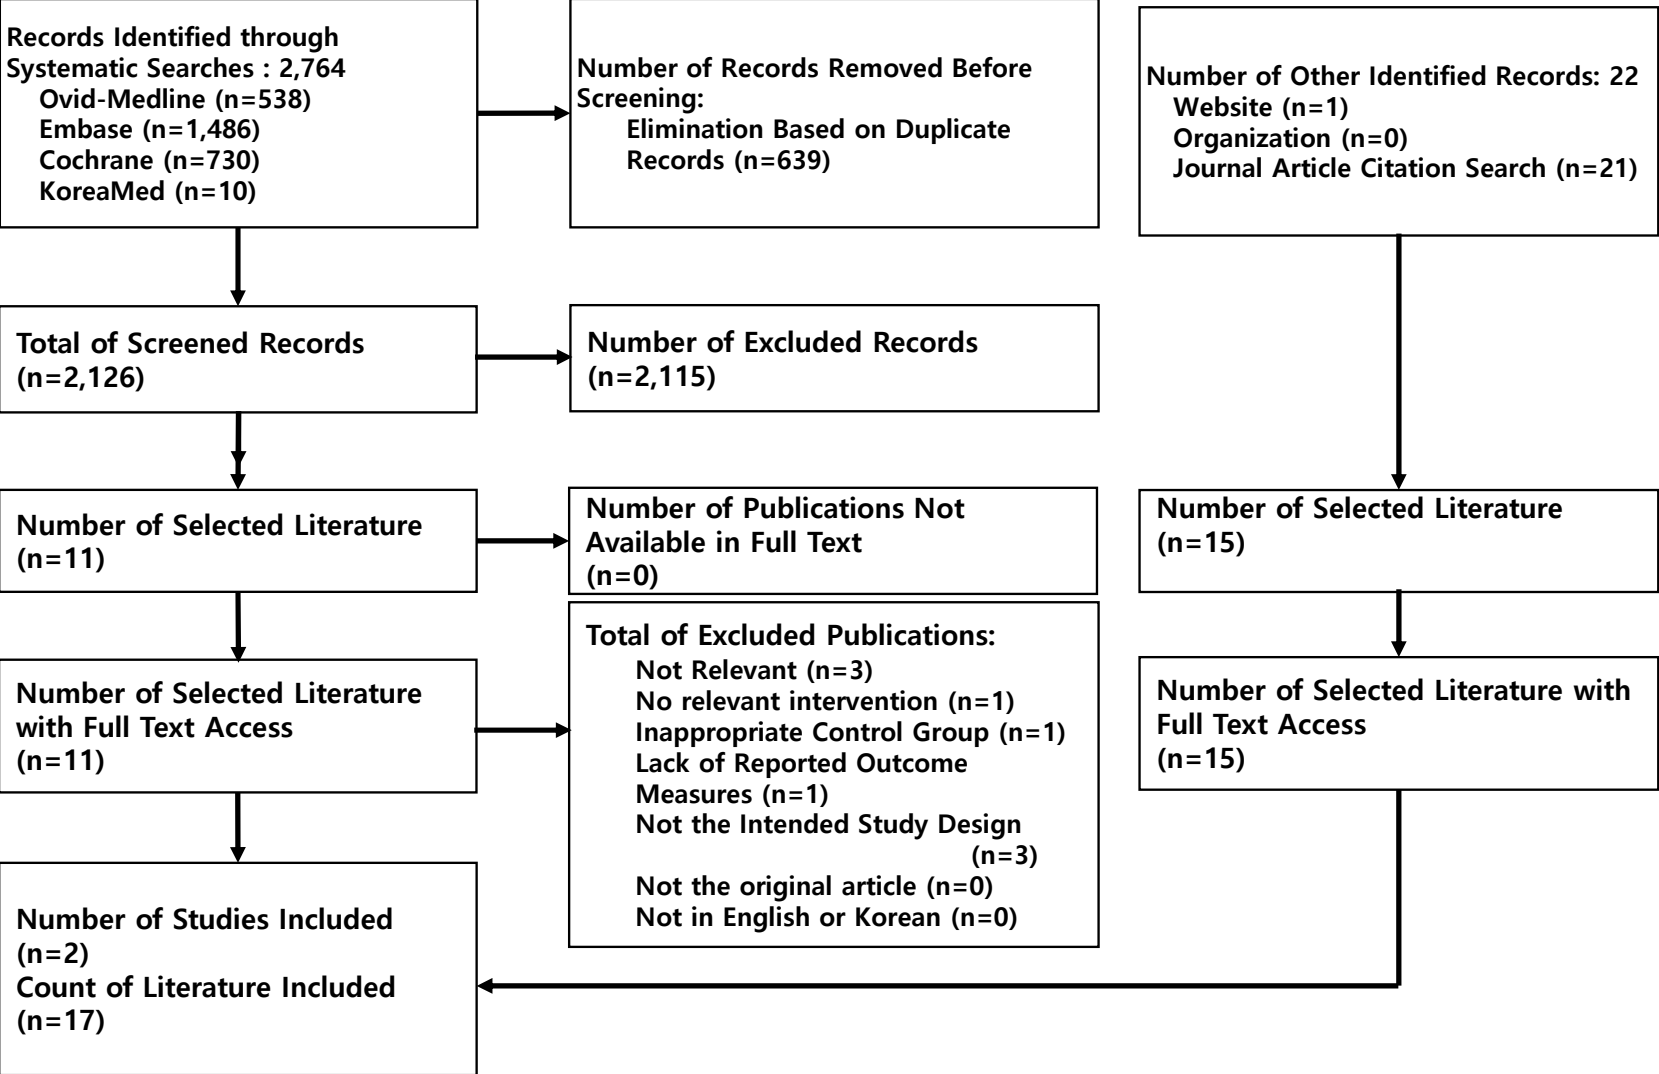 Records Identified through
Systematic Searches : 2,764
Ovid-Medline (n=538)
Embase (n=1,486)
Cochrane (n=730)
KoreaMed (n=10)
Number of Records Removed Before
Screening:
Elimination Based on Duplicate
Records (n=639)
Number of Other Identified Records: 22
Website (n=1)
Organization (n=0)
Journal Article Citation Search (n=21)
Total of Screened Records
(n=2,126)
Number of Excluded Records
(n=2,115)
Number of Selected Literature
(n=11)
Number of Publications Not
Available in Full Text
(n=0)
Number of Selected Literature
(n=15)
Number of Selected Literature
with Full Text Access
(n=11)
Total of Excluded Publications:
Not Relevant (n=3)
No relevant intervention (n=1)
Inappropriate Control Group (n=1)
Lack of Reported Outcome
Measures (n=1)
Not the Intended Study Design
(n=3)
Not the original article (n=0)
Not in English or Korean (n=0)
Number of Selected Literature with
Full Text Access
(n=15)
Number of Studies Included
(n=2)
Count of Literature Included
(n=17)